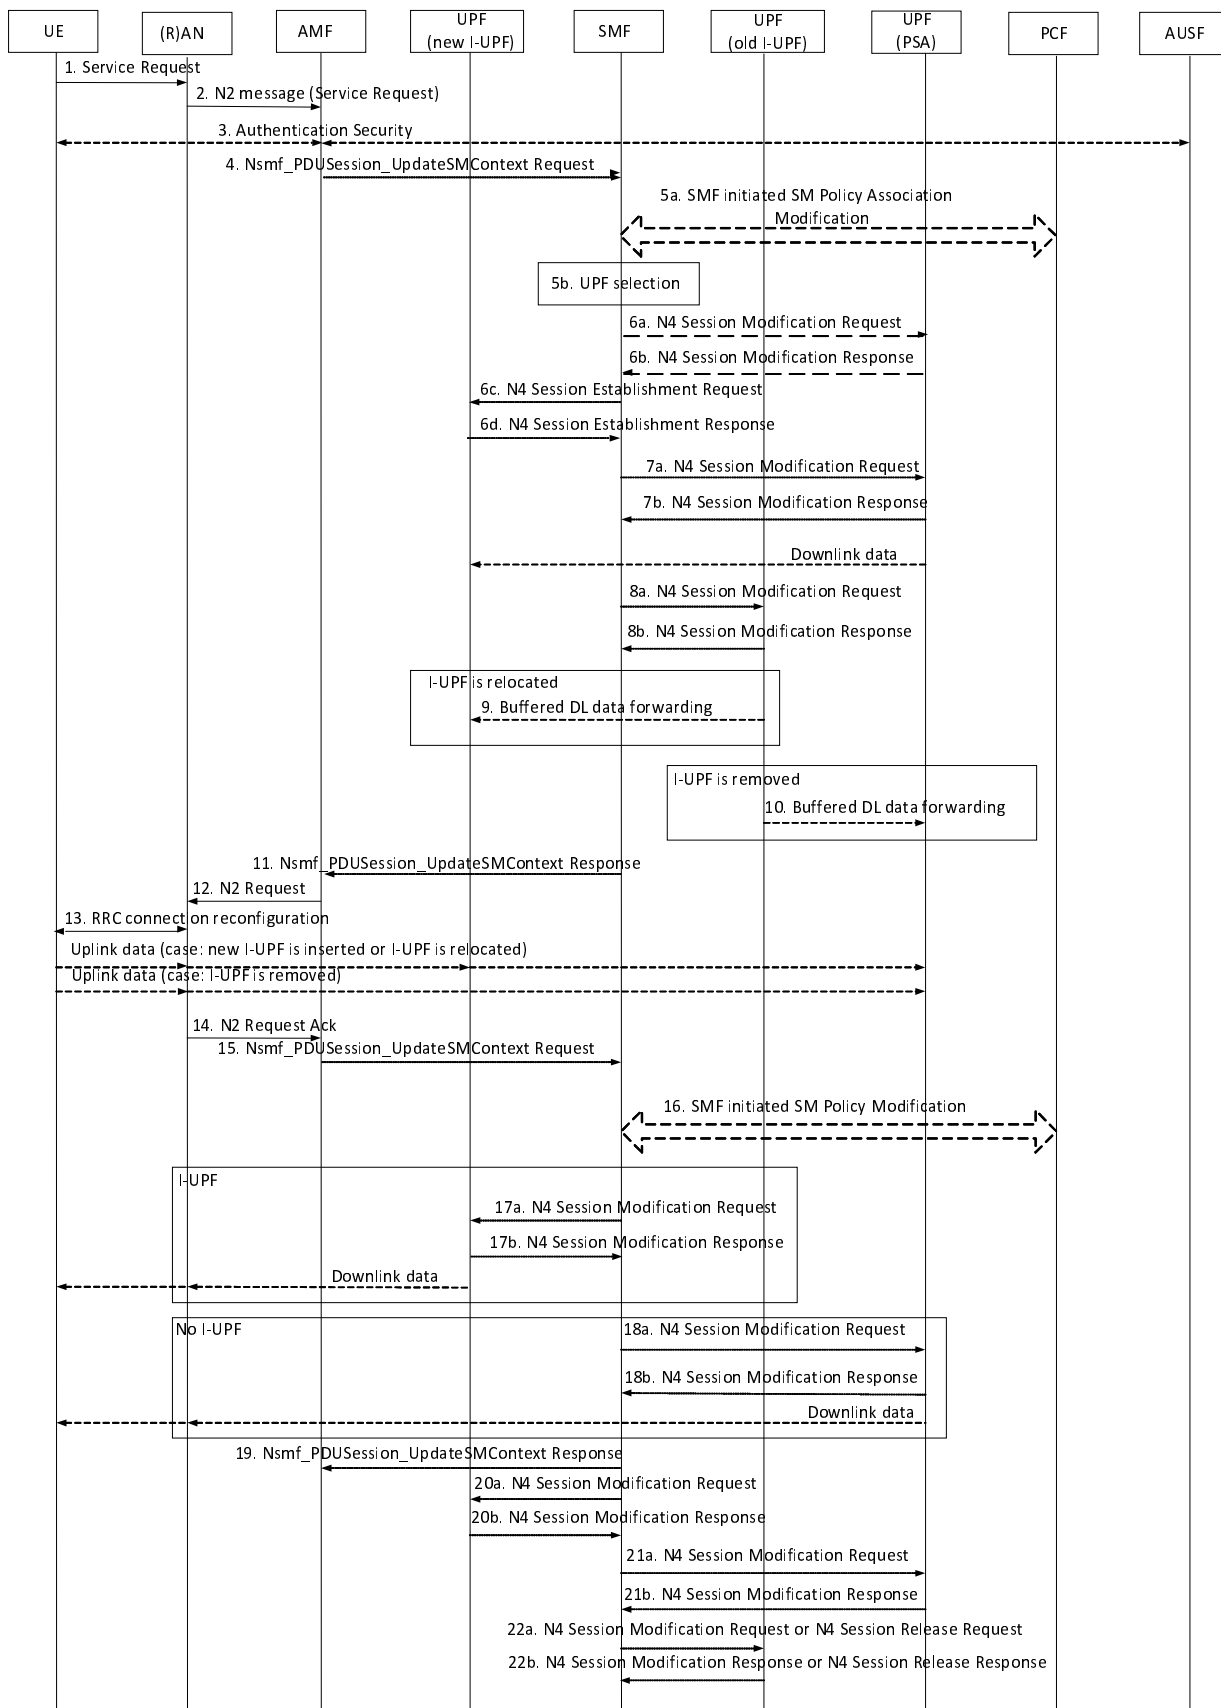 UE
(R)AN
AMF
UPF
(new I-UPF)
SMF
UPF
(old I-UPF)
UPF
(PSA)
PCF
AUSF
1. Service Request
2. N2 message (Service Request)
3. Authentication Security
4. Nsmf_PDUSession_UpdateSMContext Request
5a. SMF initiated SM Policy Association
Modification
5b. UPF selection
6a. N4 Session Modification Request
6b. N4 Session Modification Response
6c. N4 Session Establishment Request
6d. N4 Session Establishment Response
7a. N4 Session Modification Request
7b. N4 Session Modification Response
Downlink data
8a. N4 Session Modification Request
8b. N4 Session Modification Response
I-UPF is relocated
9. Buffered DL data forwarding
I-UPF is removed
10. Buffered DL data forwarding
11. Nsmf_PDUSession_UpdateSMContext Response
12. N2 Request
13. RRC connection reconfiguration
Uplink data (case: new I-UPF is inserted or I-UPF is relocated)
Uplink data (case: I-UPF is removed)
14. N2 Request Ack
15. Nsmf_PDUSession_UpdateSMContext Request
16. SMF initiated SM Policy Modification
I-UPF
17a. N4 Session Modification Request
17b. N4 Session Modification Response
Downlink data
No I-UPF
18a. N4 Session Modification Request
18b. N4 Session Modification Response
Downlink data
19. Nsmf_PDUSession_UpdateSMContext Response
20a. N4 Session Modification Request
20b. N4 Session Modification Response
21a. N4 Session Modification Request
21b. N4 Session Modification Response
22a. N4 Session Modification Request or N4 Session Release Request
22b. N4 Session Modification Response or N4 Session Release Response